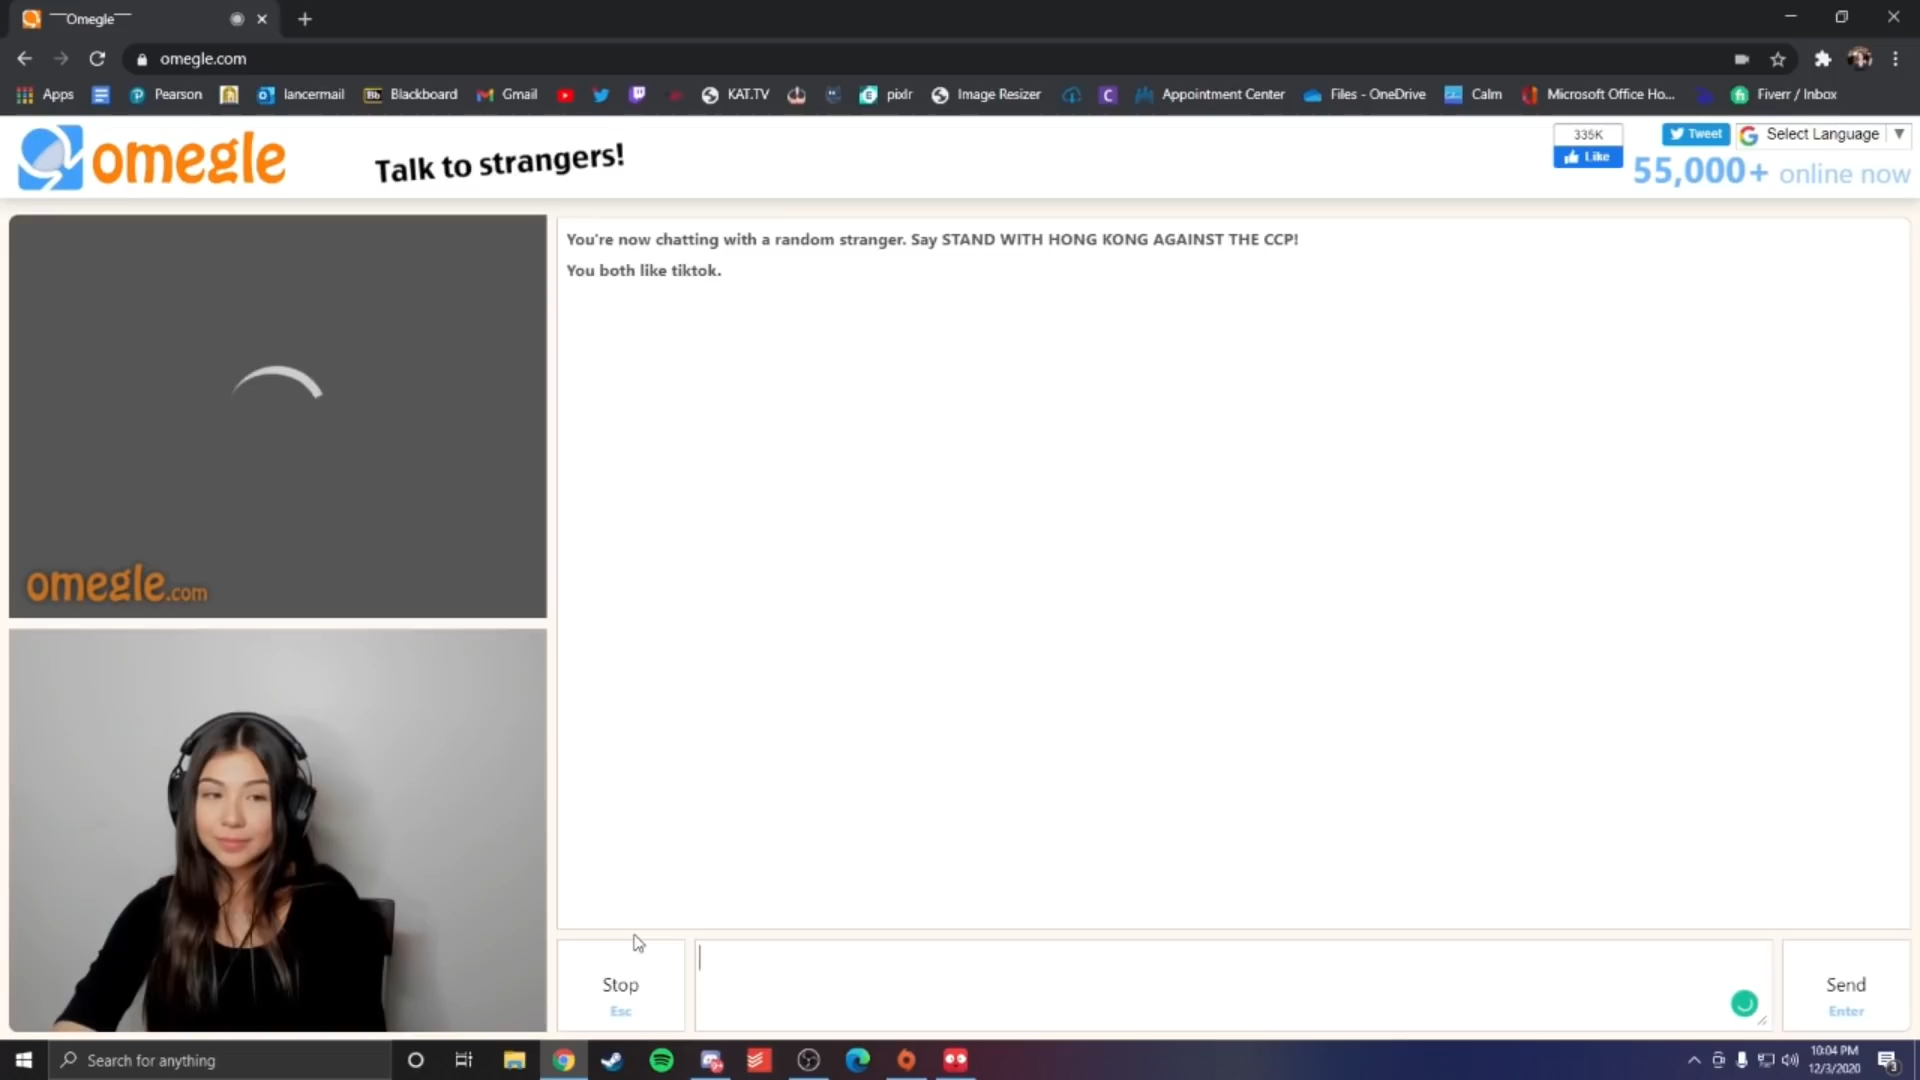 Omegle
omegle.com
Apps
Pearson
lancermail
Bb
Blackboard
Gmail
KAT.TV
pixlr
Image Resizer
C
Appointment Center
Files - OneDrive
Calm
Microsoft Office Ho...
Fiverr / Inbox
omegle
Talk to strangers!
335K
Like
Tweet
Select Language
55,000+ online now
You're now chatting with a random stranger. Say STAND WITH HONG KONG AGAINST THE CCP!
You both like tiktok.
omegle.com
Stop
Esc
Send
Enter
Search for anything
10:04 PM
12/3/2020
3